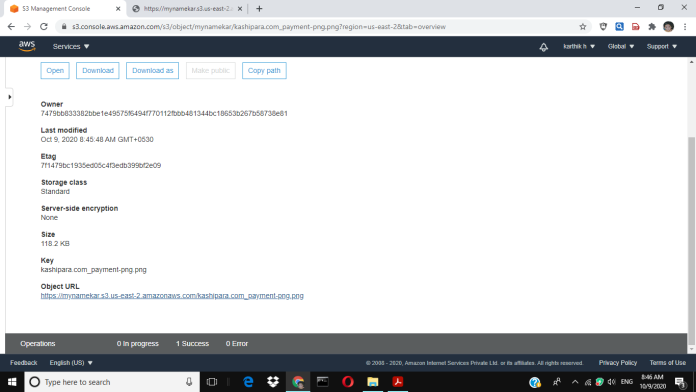 S3 Management Console
https://mynamekar.s3.us-east-2.
s3.console.aws.amazon.com/s3/object/mynamekar/kashipara.com_payment-png.png?region=us-east-2&tab=overview
aws Services karthik h Global Support
Open Download Download as Make public Copy path
Owner
7479bb833382bbe1e49575f6494f770112fbbb481344bc18653b267b58738e81
Last modified
Oct 9, 2020 8:45:48 AM GMT+0530
Etag
7f1479bc1935ed05c4f3edb399bf2e09
Storage class
Standard
Server-side encryption
None
Size
118.2 KB
Key
kashipara.com_payment-png.png
Object URL
https://mynamekar.s3.us-east-2.amazonaws.com/kashipara.com_payment-png.png
Operations 0 In progress 1 Success 0 Error
Feedback English (US) © 2008 - 2020, Amazon Internet Services Private Ltd. or its affiliates. All rights reserved. Privacy Policy Terms of Use
Type here to search ENG 8:46 AM
10/9/2020